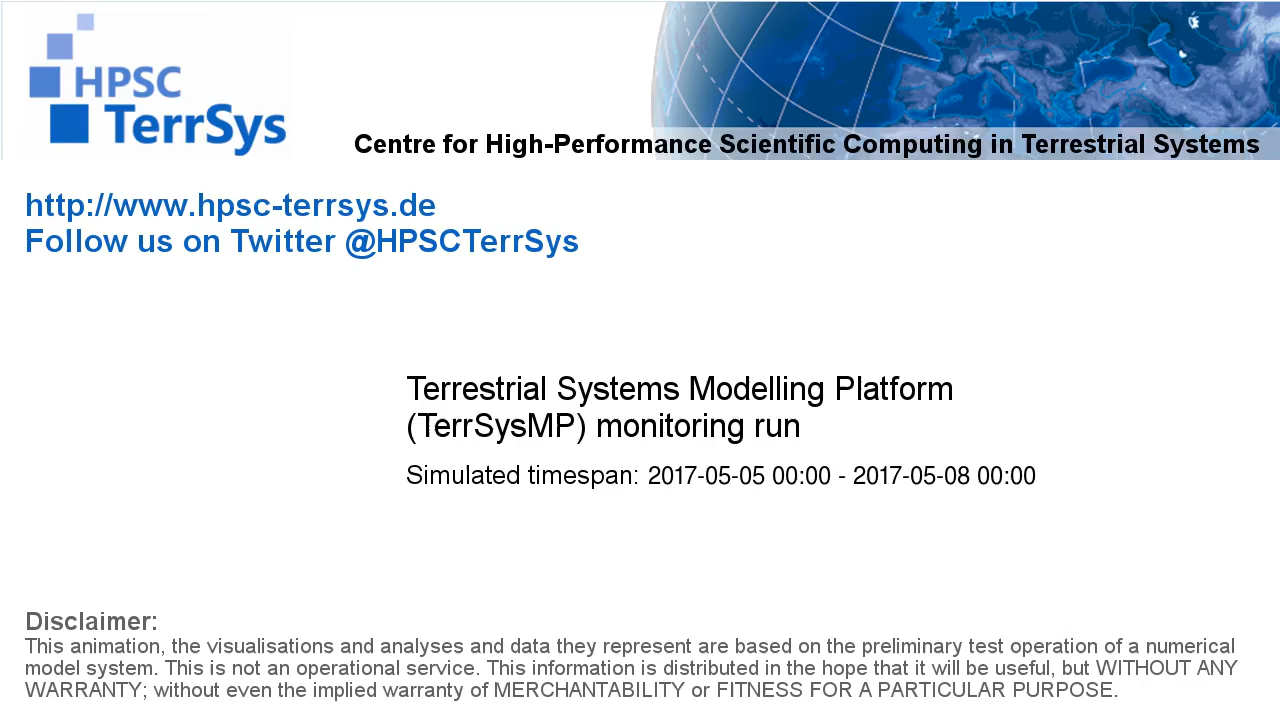 HPSC
TerrSys
Centre for High-Performance Scientific Computing in Terrestrial Systems
http://www.hpsc-terrsys.de
Follow us on Twitter @HPSCTerrSys
Terrestrial Systems Modelling Platform
(TerrSysMP) monitoring run
Simulated timespan: 2017-05-05 00:00 - 2017-05-08 00:00
Disclaimer:
This animation, the visualisations and analyses and data they represent are based on the preliminary test operation of a numerical
model system. This is not an operational service. This information is distributed in the hope that it will be useful, but WITHOUT ANY
WARRANTY; without even the implied warranty of MERCHANTABILITY or FITNESS FOR A PARTICULAR PURPOSE.